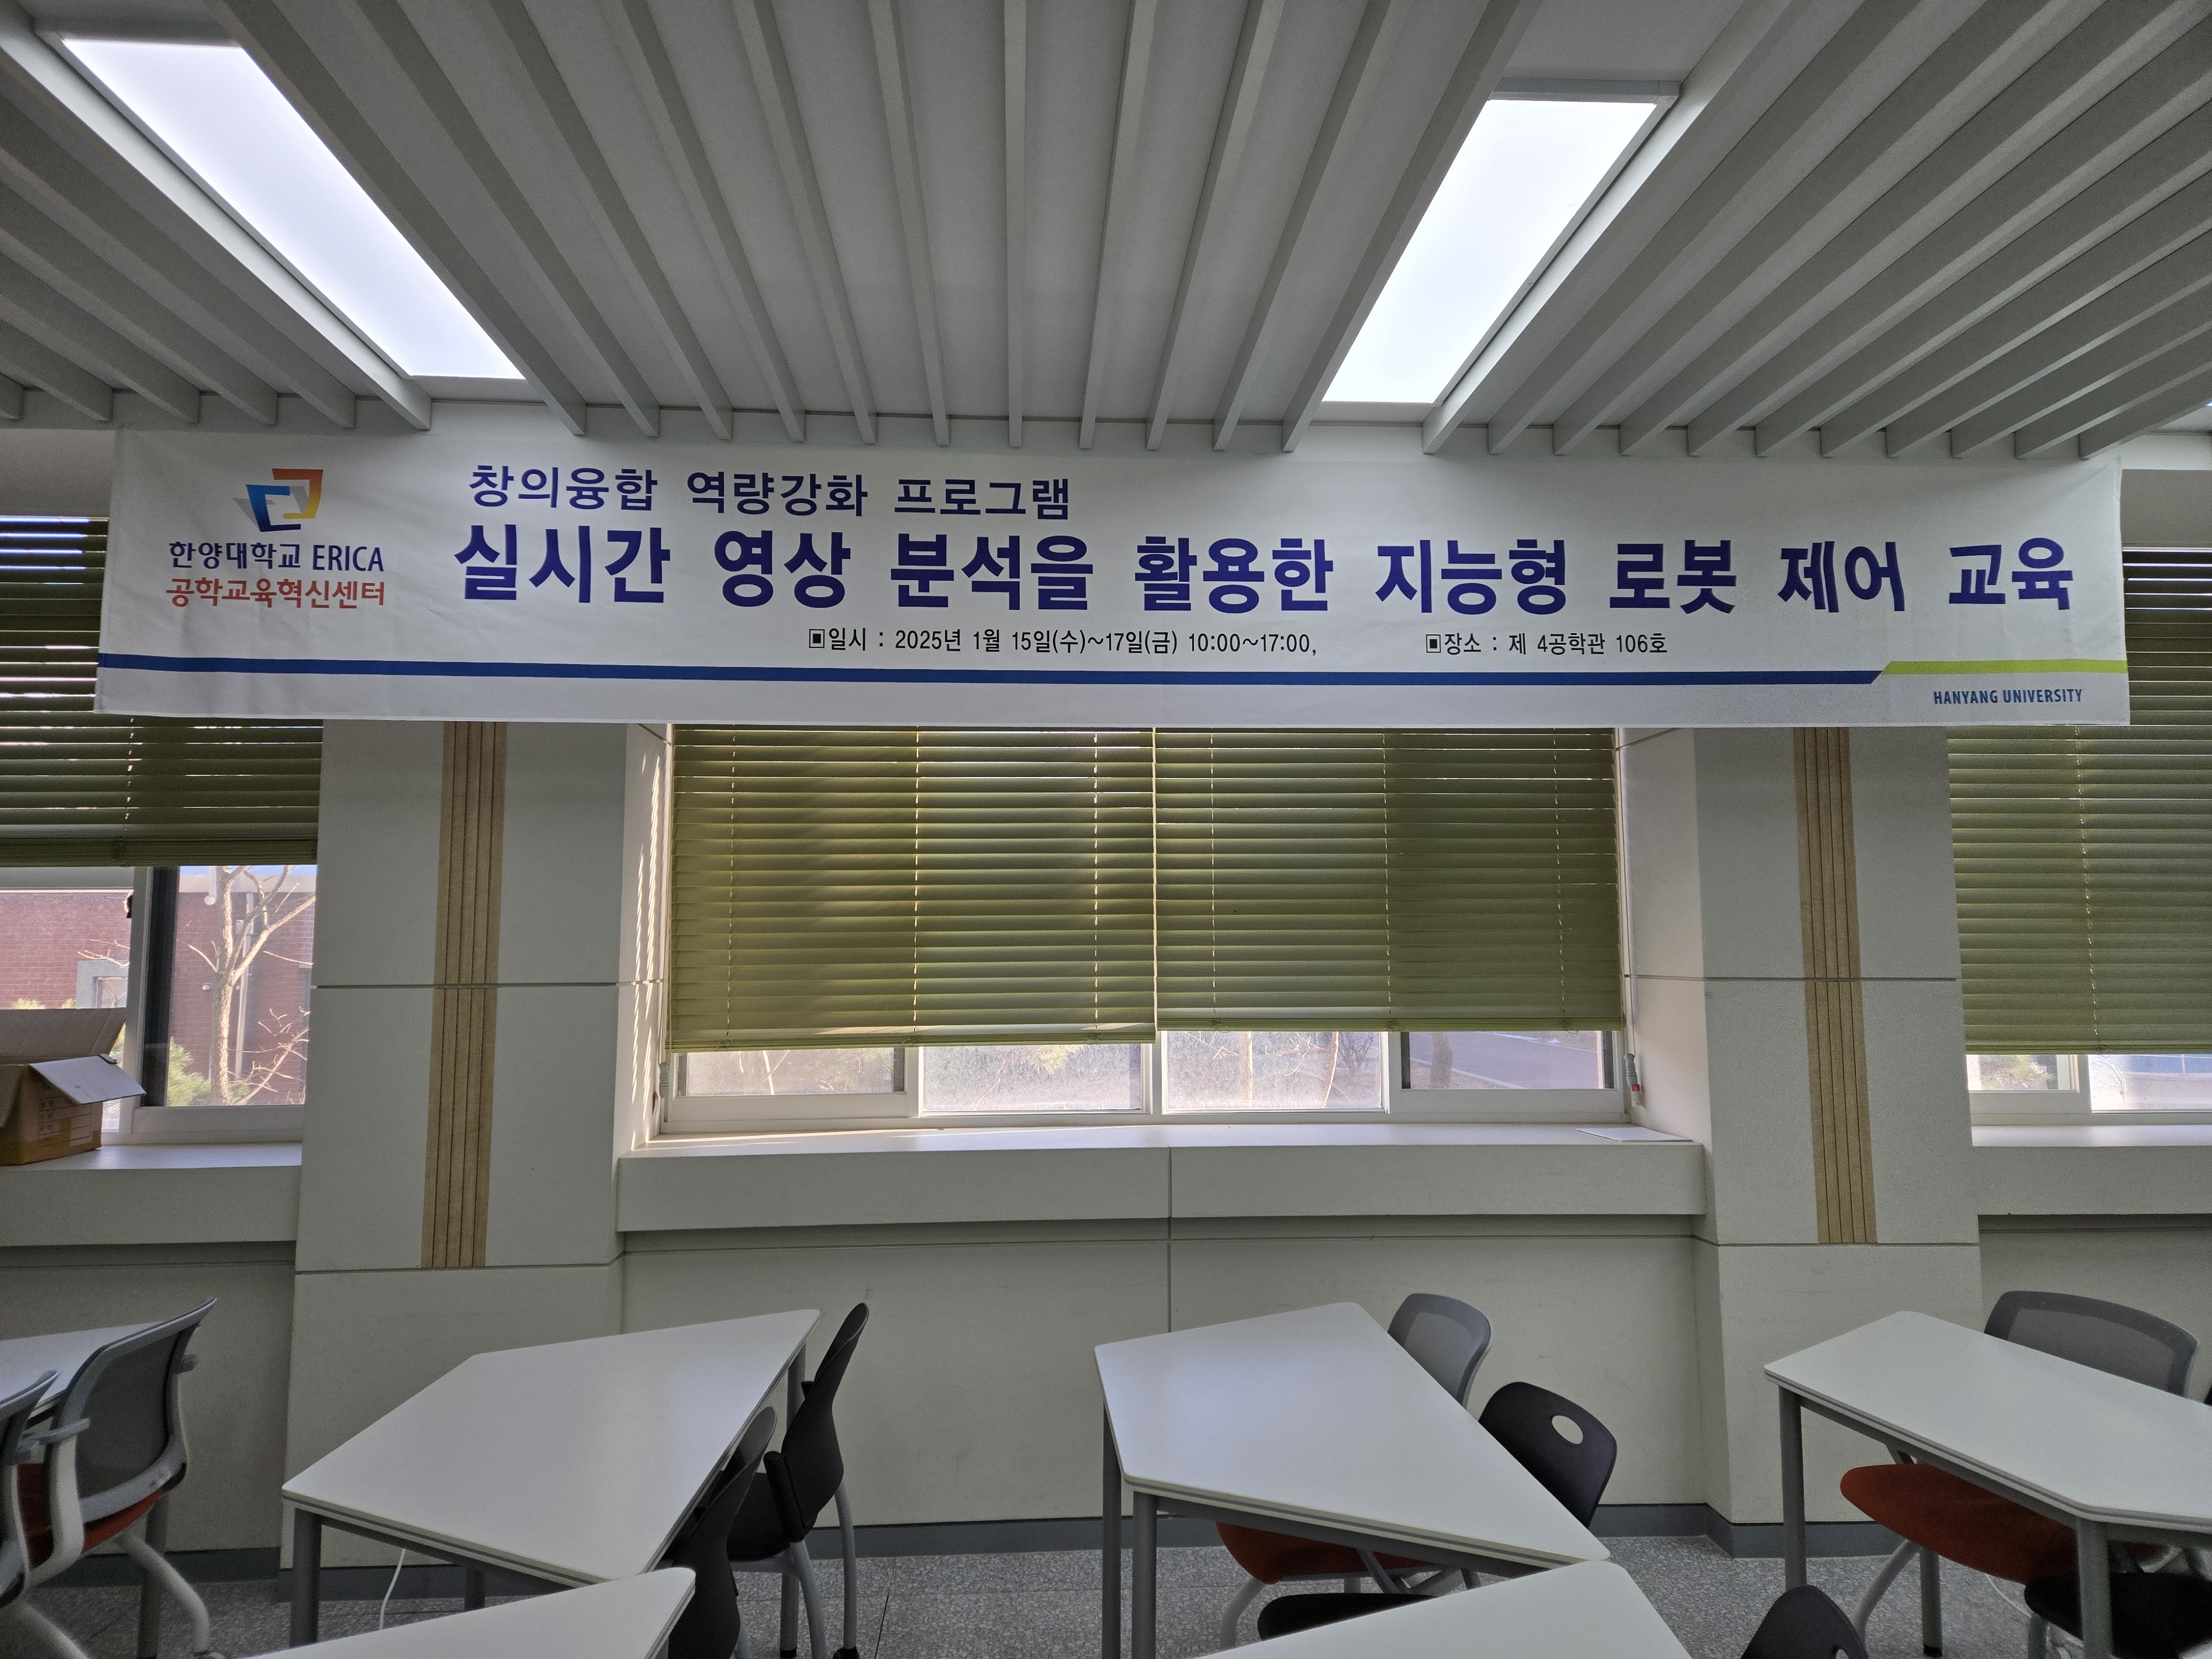 한양대학교 ERICA
공학교육혁신센터
창의융합 역량강화 프로그램
실시간 영상 분석을 활용한 지능형 로봇 제어 교육
▣일시 : 2025년 1월 15일(수)~17일(금) 10:00~17:00,
▣장소 : 제 4공학관 106호
HANYANG UNIVERSITY